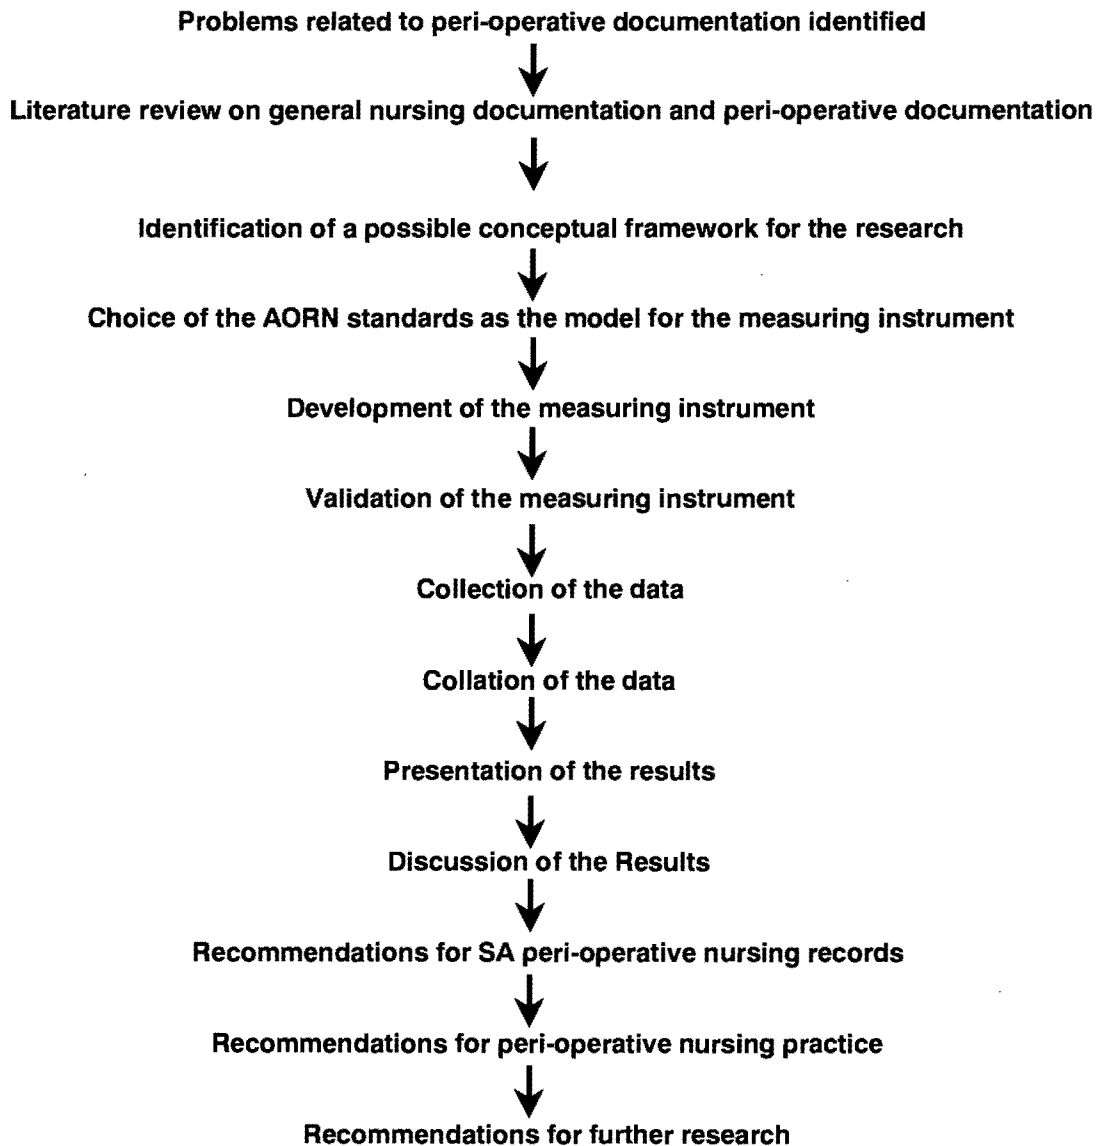 Problems related to peri-operative documentation identified
Literature review on general nursing documentation and peri-operative documentation
Identification of a possible conceptual framework for the research
Choice of the AORN standards as the model for the measuring instrument
Development of the measuring instrument
Validation of the measuring instrument
Collection of the data
Collation of the data
Presentation of the results
Discussion of the Results
Recommendations for SA peri-operative nursing records
Recommendations for peri-operative nursing practice
Recommendations for further research